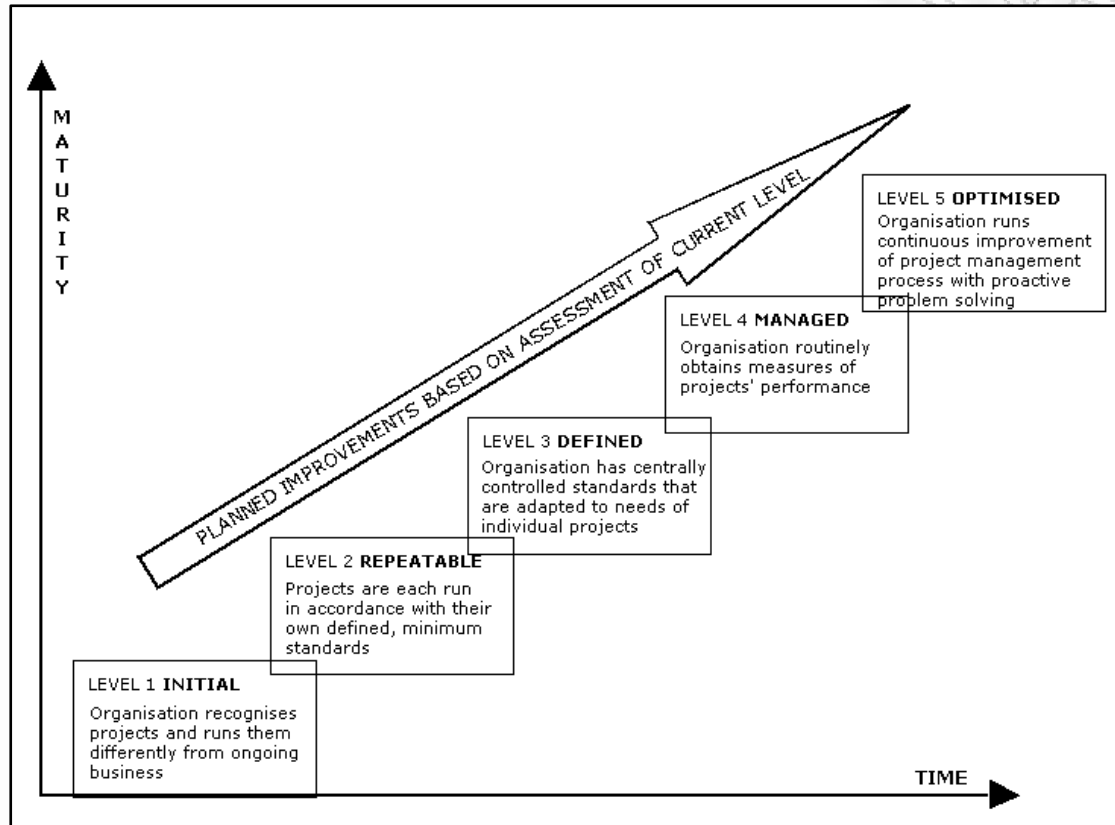 MATURITY
PLANNED IMPROVEMENTS BASED ON ASSESSMENT OF CURRENT LEVEL
LEVEL 5 OPTIMISED
Organisation runs
continuous improvement
of project management
process with proactive
problem solving
LEVEL 4 MANAGED
Organisation routinely
obtains measures of
projects' performance
LEVEL 3 DEFINED
Organisation has centrally
controlled standards that
are adapted to needs of
individual projects
LEVEL 2 REPEATABLE
Projects are each run
in accordance with their
own defined, minimum
standards
LEVEL 1 INITIAL
Organisation recognises
projects and runs them
differently from ongoing
business
TIME